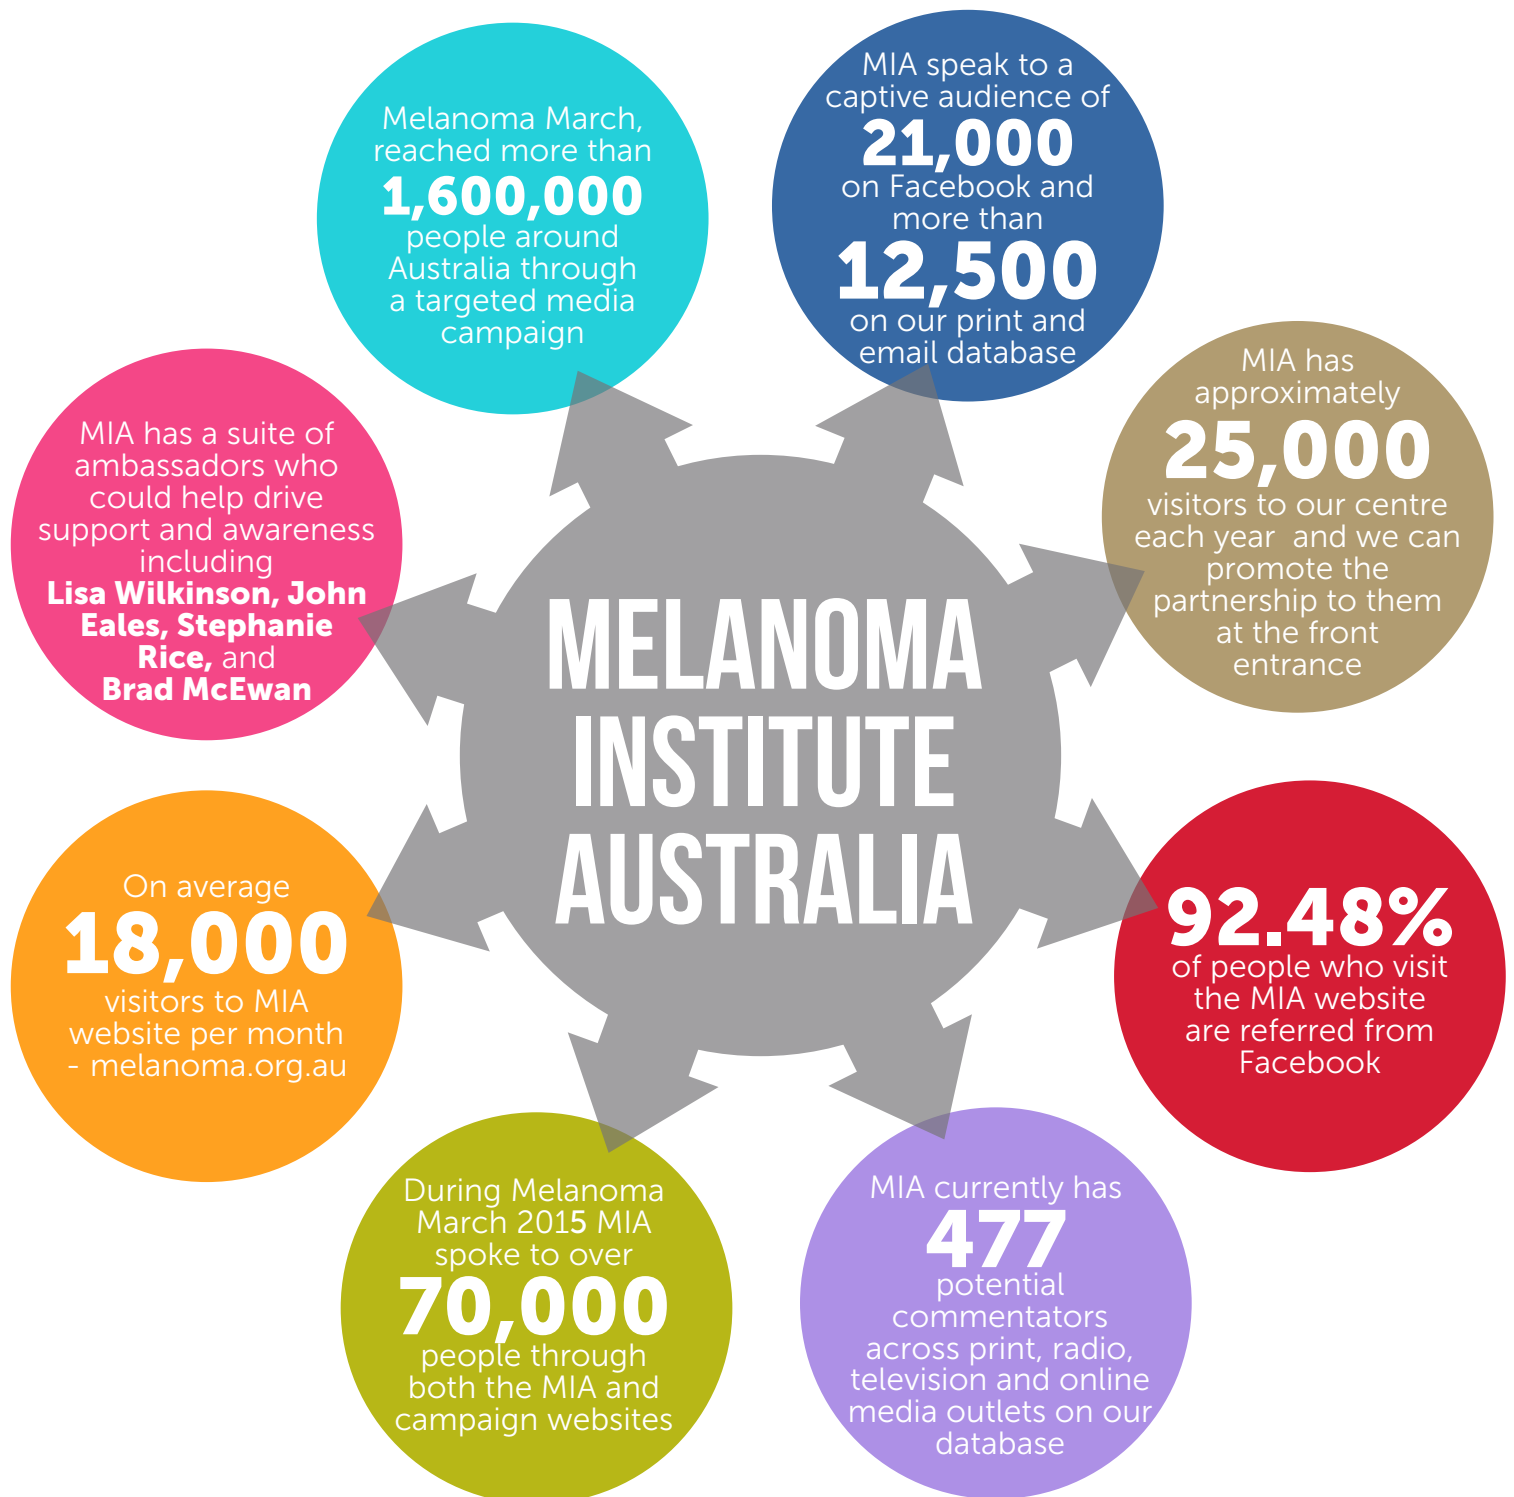 Melanoma March,
reached more than
1,600,000
people around
Australia through
a targeted media
campaign
MIA speak to a
captive audience of
21,000
on Facebook and
more than
12,500
on our print and
email database
MIA has
approximately
25,000
visitors to our centre
each year and we can
promote the
partnership to them
at the front
entrance
92.48%
of people who visit
the MIA website
are referred from
Facebook
MIA currently has
477
potential
commentators
across print, radio,
television and online
media outlets on our
database
During Melanoma
March 2015 MIA
spoke to over
70,000
people through
both the MIA and
campaign websites
On average
18,000
visitors to MIA
website per month
- melanoma.org.au
MIA has a suite of
ambassadors who
could help drive
support and awareness
including
Lisa Wilkinson, John
Eales, Stephanie
Rice, and
Brad McEwan
MELANOMA
INSTITUTE
AUSTRALIA